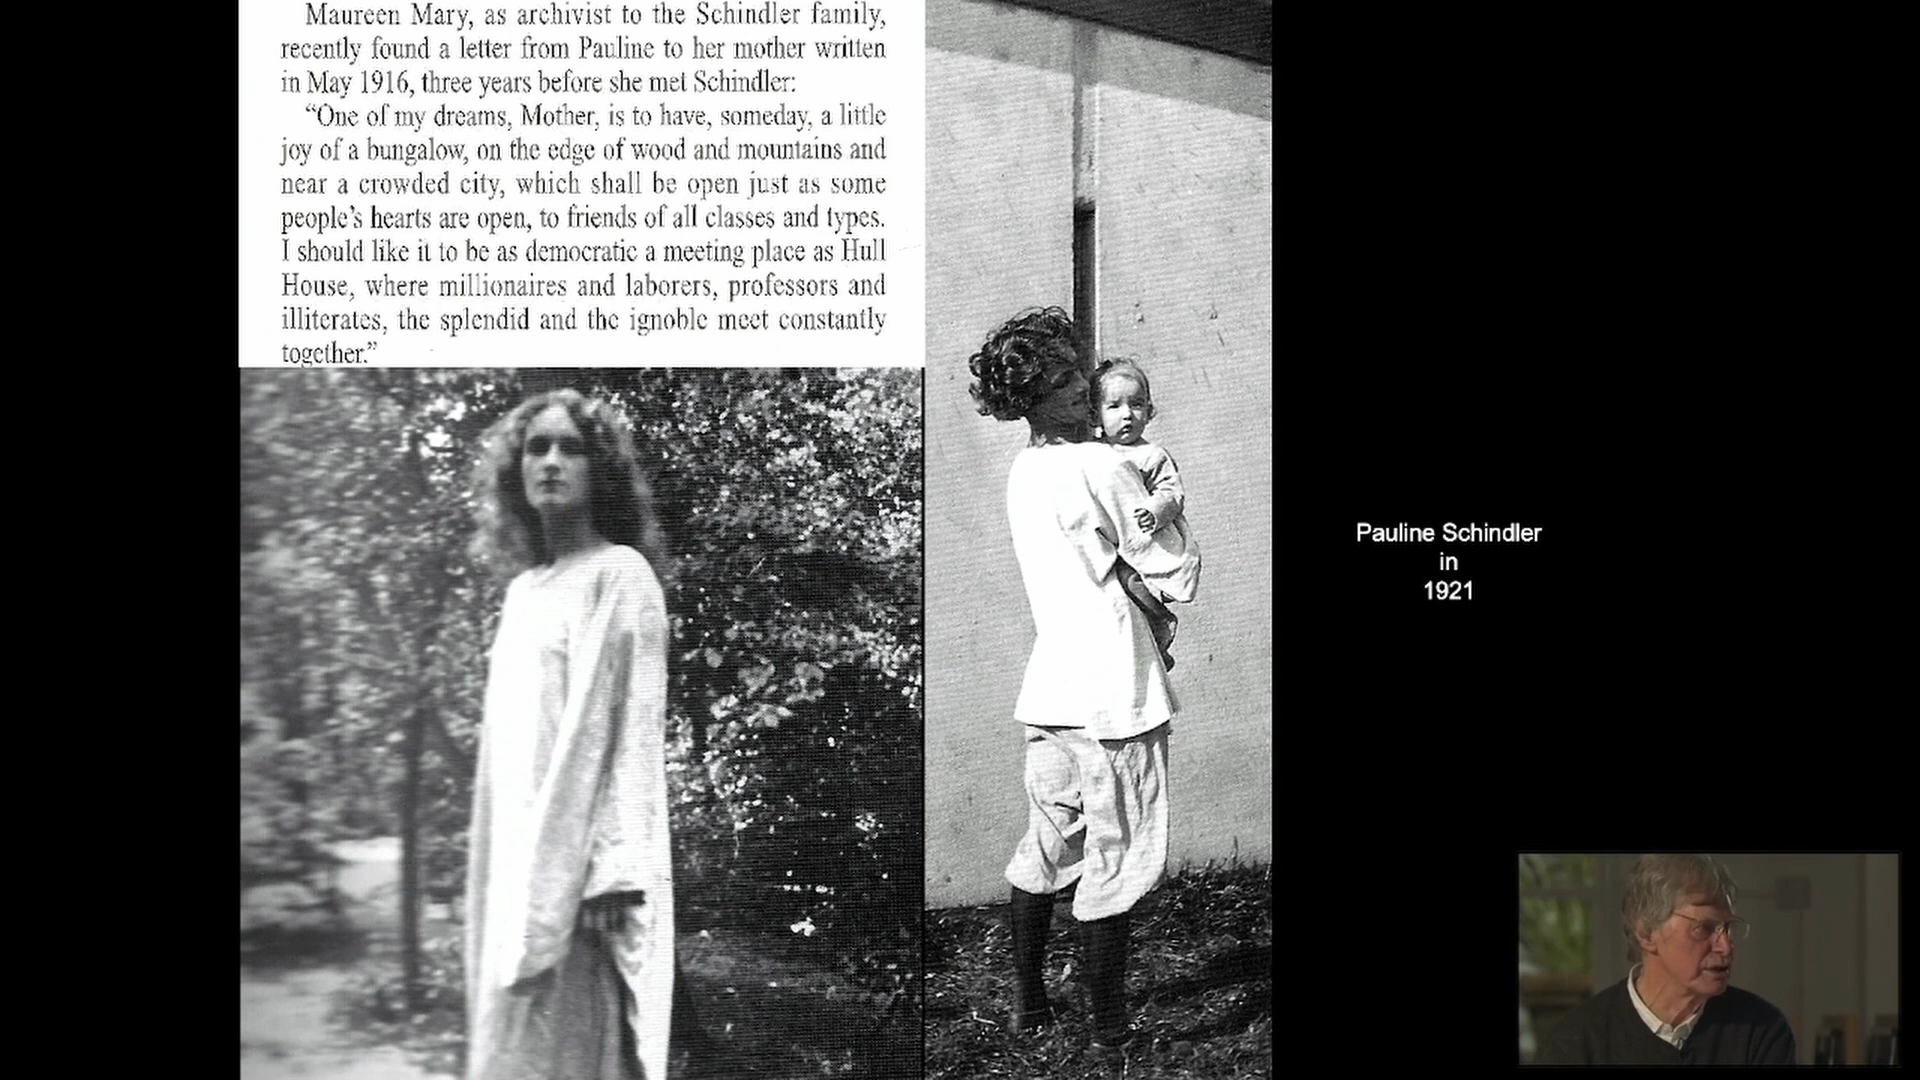 Maureen Mary, as archivist to the Schindler family,
recently found a letter from Pauline to her mother written
in May 1916, three years before she met Schindler:
“One of my dreams, Mother, is to have, someday, a little
joy of a bungalow, on the edge of wood and mountains and
near a crowded city, which shall be open just as some
people’s hearts are open, to friends of all classes and types.
I should like it to be as democratic a meeting place as Hull
House, where millionaires and laborers, professors and
illiterates, the splendid and the ignoble meet constantly
together.”
Pauline Schindler
in
1921